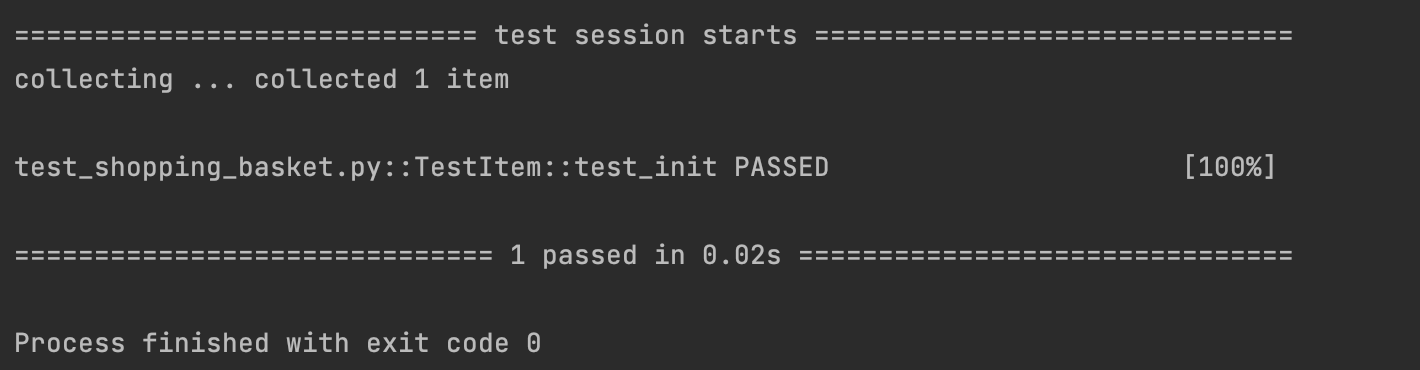 ============================= test session starts ==============================
collecting ... collected 1 item
test_shopping_basket.py::TestItem::test_init PASSED                      [100%]
============================== 1 passed in 0.02s ===============================
Process finished with exit code 0